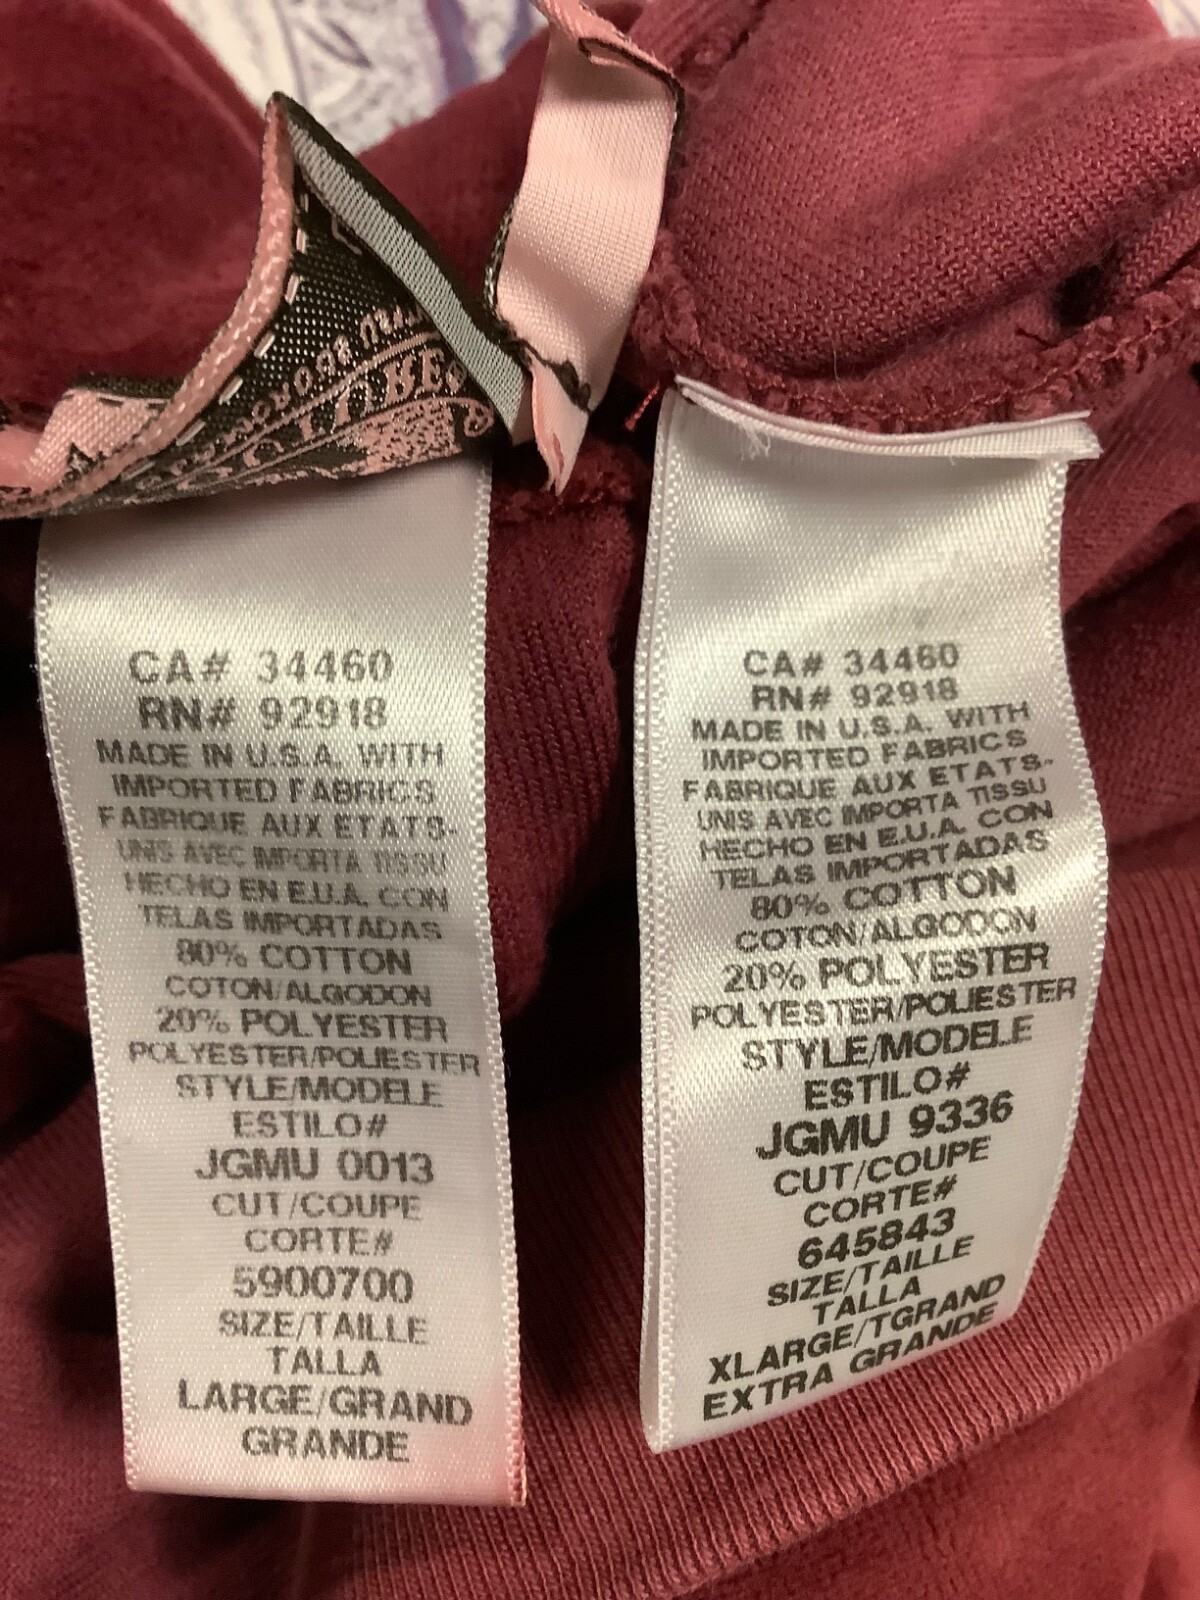 CA# 34460
RN# 92918
MADE IN U.S.A. WITH
IMPORTED FABRICS
FABRIQUE AUX ETATS-
UNIS AVEC IMPORTA TISSU
HECHO EN E.U.A. CON
TELAS IMPORTADAS
80% COTTON
COTON/ALGODON
20% POLYESTER
POLYESTER/POLIESTER
STYLE/MODELE
ESTILO#
JGMU 0013
CUT/COUPE
CORTE#
5900700
SIZE/TAILLE
TALLA
LARGE/GRAND
GRANDE
CA# 34460
RN# 92918
MADE IN U.S.A. WITH
IMPORTED FABRICS
FABRIQUE AUX ETATS-
UNIS AVEC IMPORTA TISSU
HECHO EN E.U.A. CON
TELAS IMPORTADAS
80% COTTON
COTON/ALGODON
20% POLYESTER
POLYESTER/POLIESTER
STYLE/MODELE
ESTILO#
JGMU 9336
CUT/COUPE
CORTE#
645843
SIZE/TAILLE
TALLA
XLARGE/TGRAND
EXTRA GRANDE